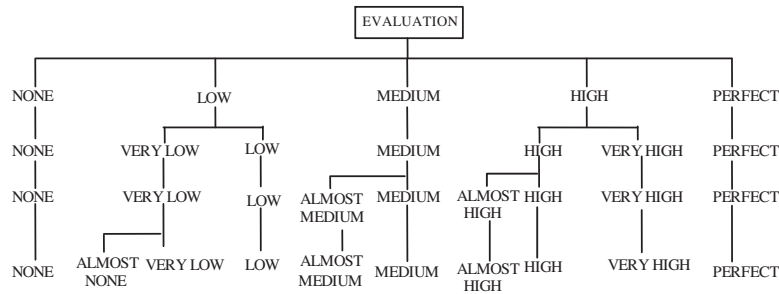 EVALUATION
NONE LOW MEDIUM HIGH PERFECT
NONE VERY LOW LOW MEDIUM HIGH VERY HIGH PERFECT
NONE VERY LOW LOW ALMOST MEDIUM MEDIUM ALMOST HIGH HIGH VERY HIGH PERFECT
NONE ALMOST NONE VERY LOW LOW ALMOST MEDIUM MEDIUM ALMOST HIGH HIGH VERY HIGH PERFECT